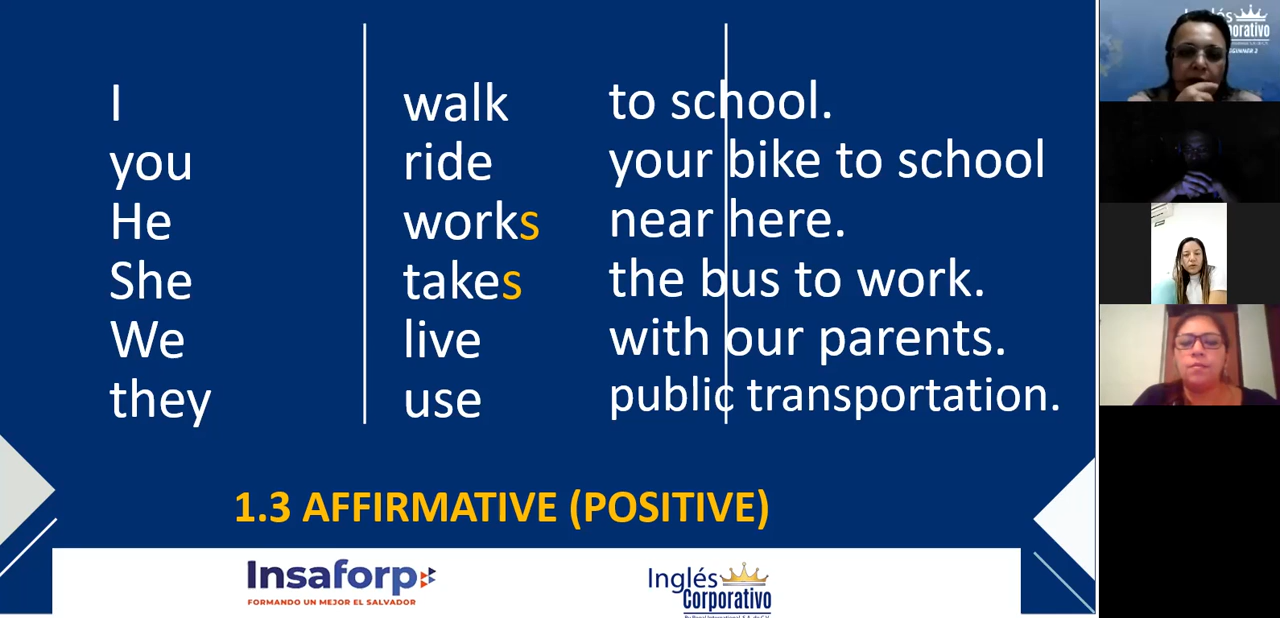 I walk to school.
you ride your bike to school
He works near here.
She takes the bus to work.
We live with our parents.
they use public transportation.
1.3 AFFIRMATIVE (POSITIVE)
Insaforp
FORMANDO UN MEJOR EL SALVADOR
Inglés
Corporativo